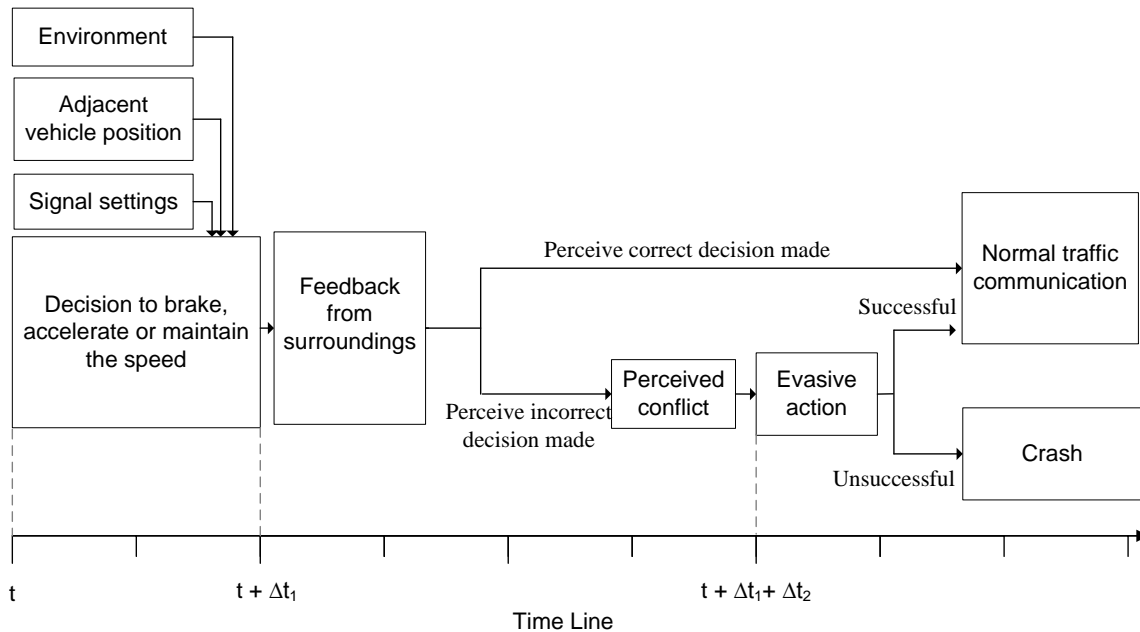 Environment
Adjacent
vehicle position
Signal settings
Decision to brake,
accelerate or maintain
the speed
Feedback
from
surroundings
Perceive correct decision made
Perceive incorrect
decision made
Perceived
conflict
Evasive
action
Successful
Unsuccessful
Normal traffic
communication
Crash
t
t + Δt₁
t + Δt₁+ Δt₂
Time Line